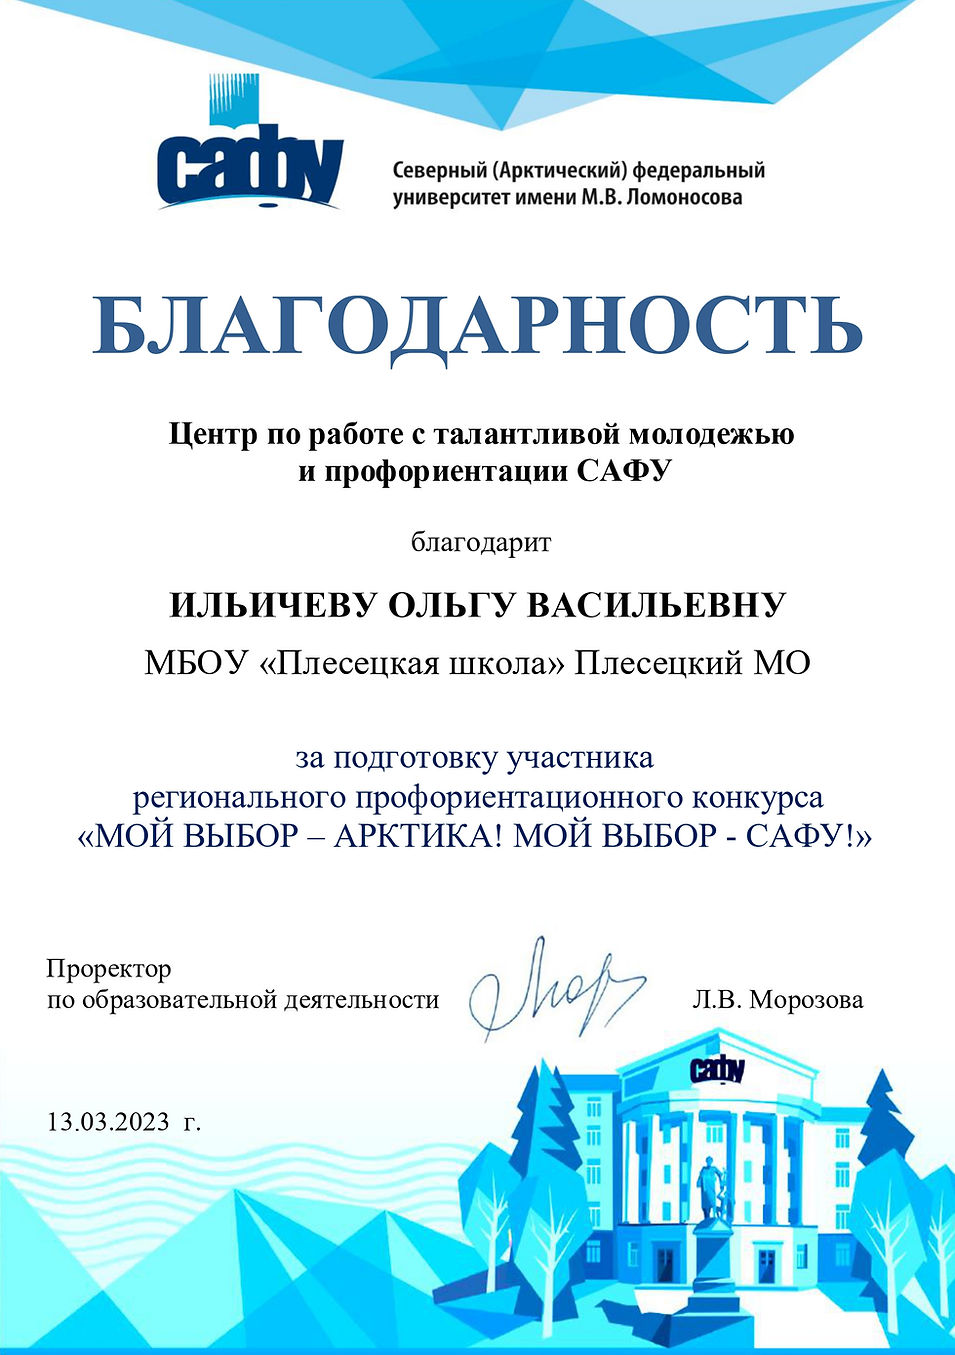 сафу
Северный (Арктический) федеральный
университет имени М.В. Ломоносова
БЛАГОДАРНОСТЬ
Центр по работе с талантливой молодежью
и профориентации САФУ
благодарит
ИЛЬИЧЕВУ ОЛЬГУ ВАСИЛЬЕВНУ
МБОУ «Плесецкая школа» Плесецкий МО
за подготовку участника
регионального профориентационного конкурса
«МОЙ ВЫБОР – АРКТИКА! МОЙ ВЫБОР - САФУ!»
Проректор
по образовательной деятельности
Л.В. Морозова
сафу
13.03.2023 г.